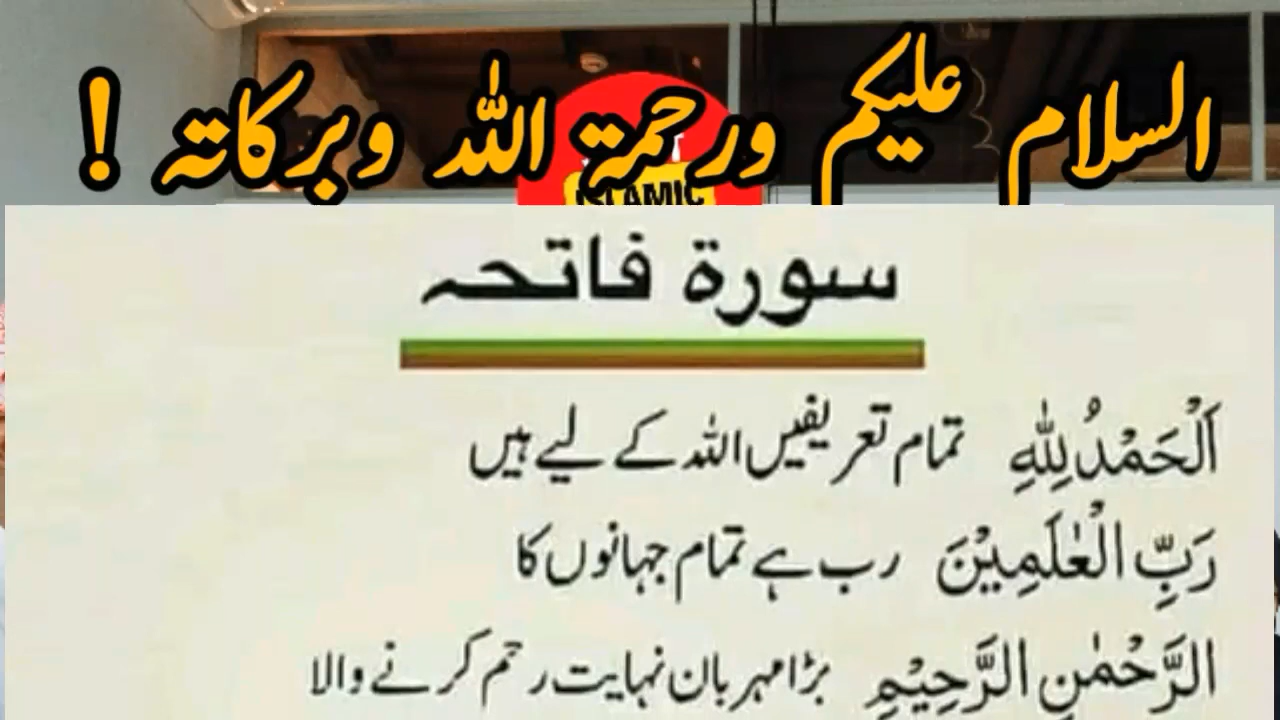 السلام علیکم ورحمۃ اللہ وبرکاتہ !
ISLAMIC
سورۃ فاتحہ
اَلْحَمْدُ لِلّٰهِ تمام تعریفیں اللہ کے لیے ہیں
رَبِّ الْعٰلَمِیْنَ رب ہے تمام جہانوں کا
الرَّحْمٰنِ الرَّحِیْمِ بڑا مہربان نہایت رحم کرنے والا